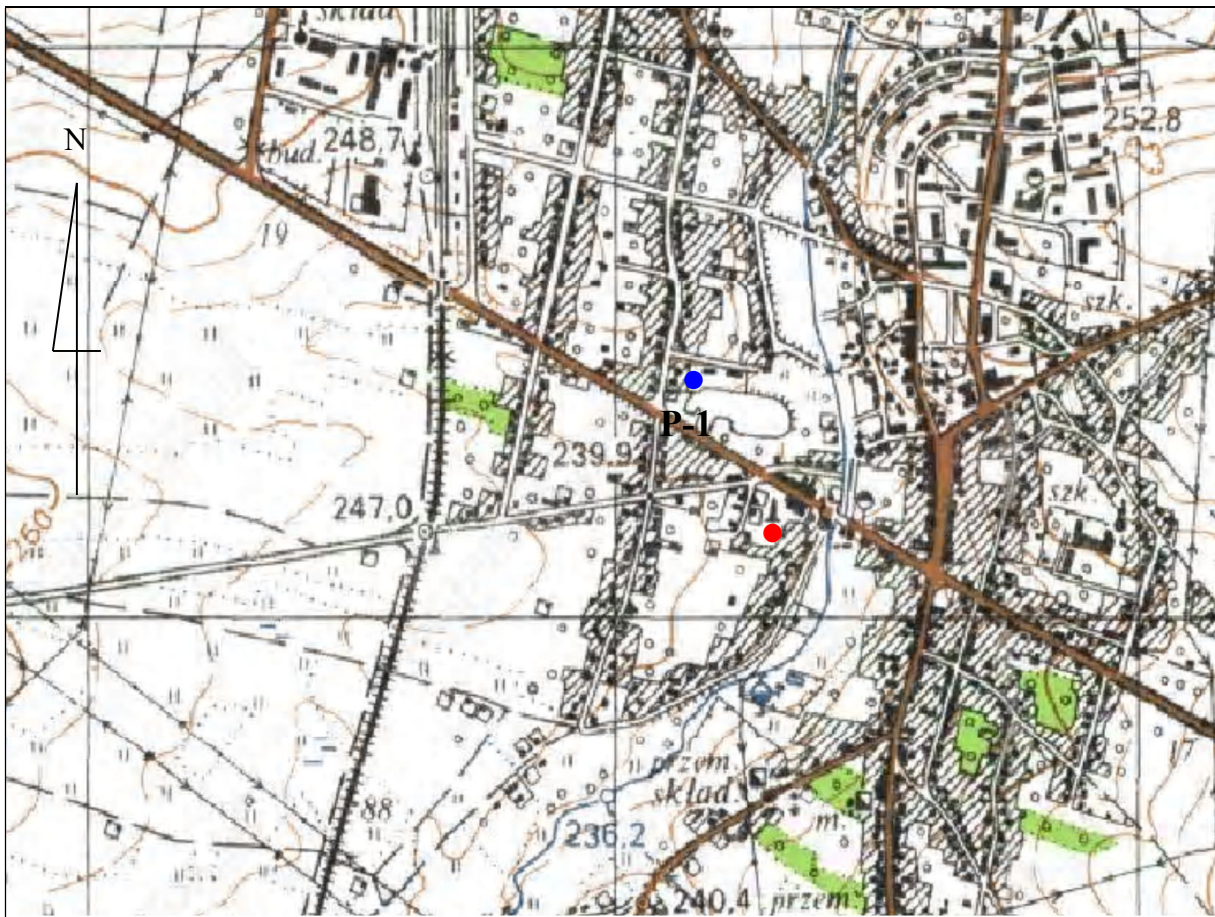 skład
252,8
N
bud. 248,7
19
szk.
P-1
239,9
szk.
247,0
260
17
przem.
skład.
88
m.
236,2
240,4 przem.